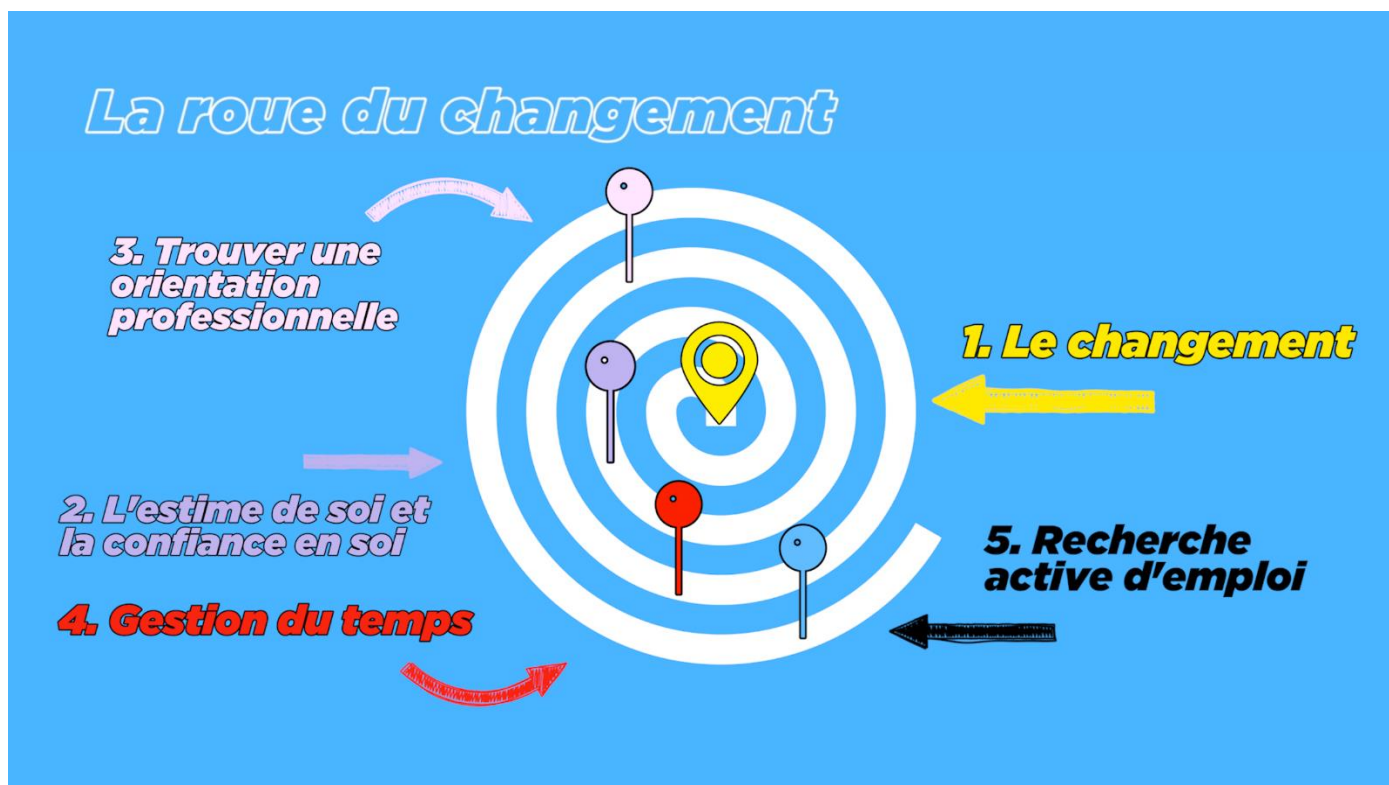 La roue du changement
3. Trouver une
orientation
professionnelle
1. Le changement
2. L'estime de soi et
la confiance en soi
4. Gestion du temps
5. Recherche
active d'emploi